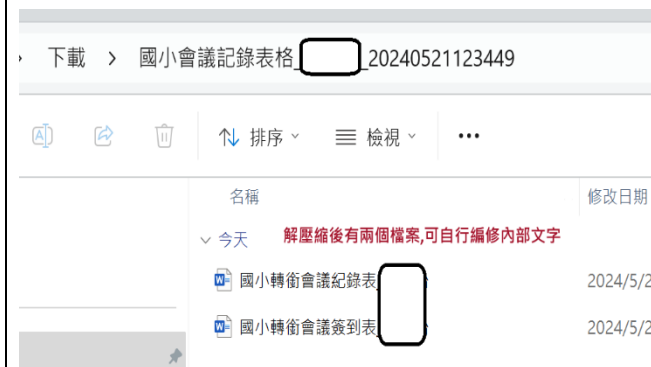 下載 > 國小會議記錄表格_ _20240521123449
排序 檢視 •••
名稱 修改日期
今天 解壓縮後有兩個檔案,可自行編修內部文字
國小轉銜會議紀錄表_ 2024/5/2
國小轉銜會議簽到表_ 2024/5/2